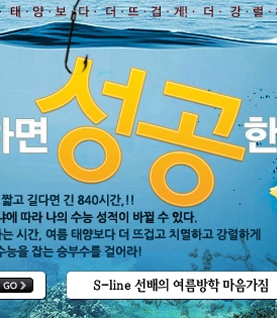 · 태양보다 더 뜨겁게! 더 강렬
면 성공 한
짧고 길다면 긴 840시간,!!
에 따라 나의 수능 성적이 바뀔 수 있다.
는 시간, 여름 태양보다 더 뜨겁고 치열하고 강렬하게
수능을 잡는 승부수를 걸어라!
GO > S-line 선배의 여름방학 마음가짐